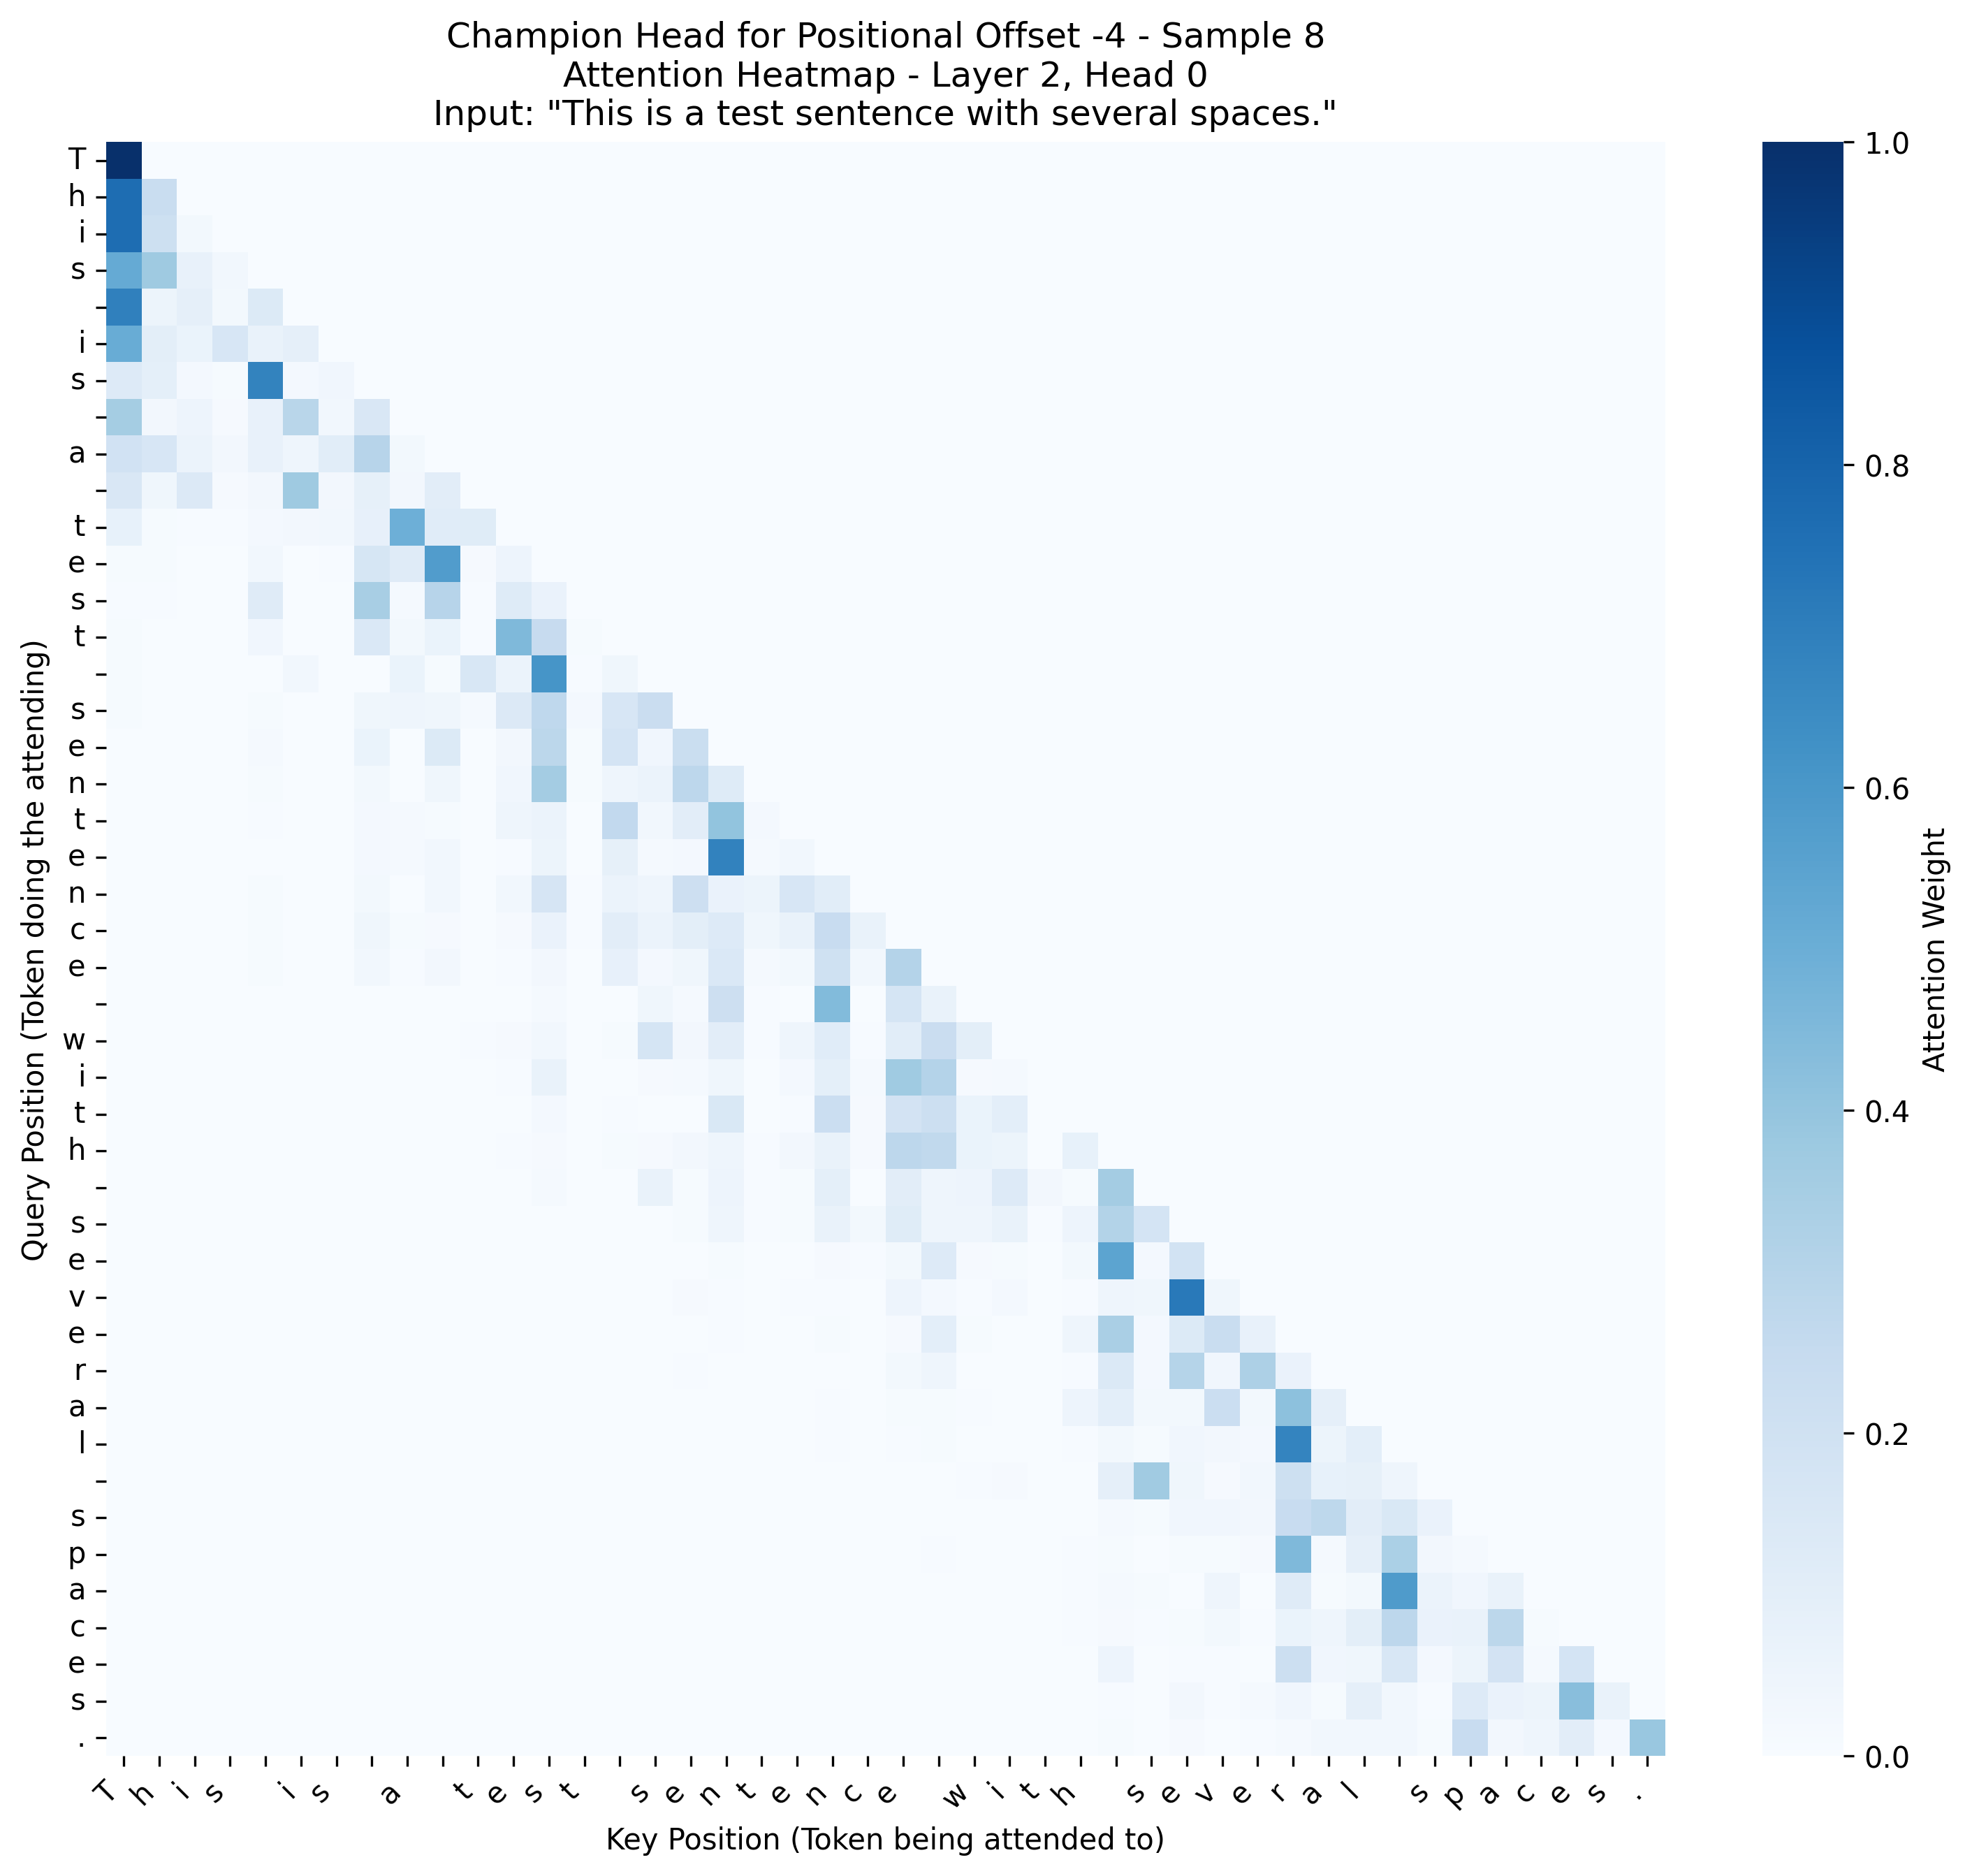 Champion Head for Positional Offset -4 - Sample 8
Attention Heatmap - Layer 2, Head 0
Input: "This is a test sentence with several spaces."
T
h
i
s
i
s
a
t
e
s
t
s
e
n
t
e
n
c
e
w
i
t
h
s
e
v
e
r
a
l
s
p
a
c
e
s
.
Query Position (Token doing the attending)
T h i s i s a t e s t s e n t e n c e w i t h s e v e r a l s p a c e s .
Key Position (Token being attended to)
1.0
0.8
0.6
0.4
0.2
0.0
Attention Weight